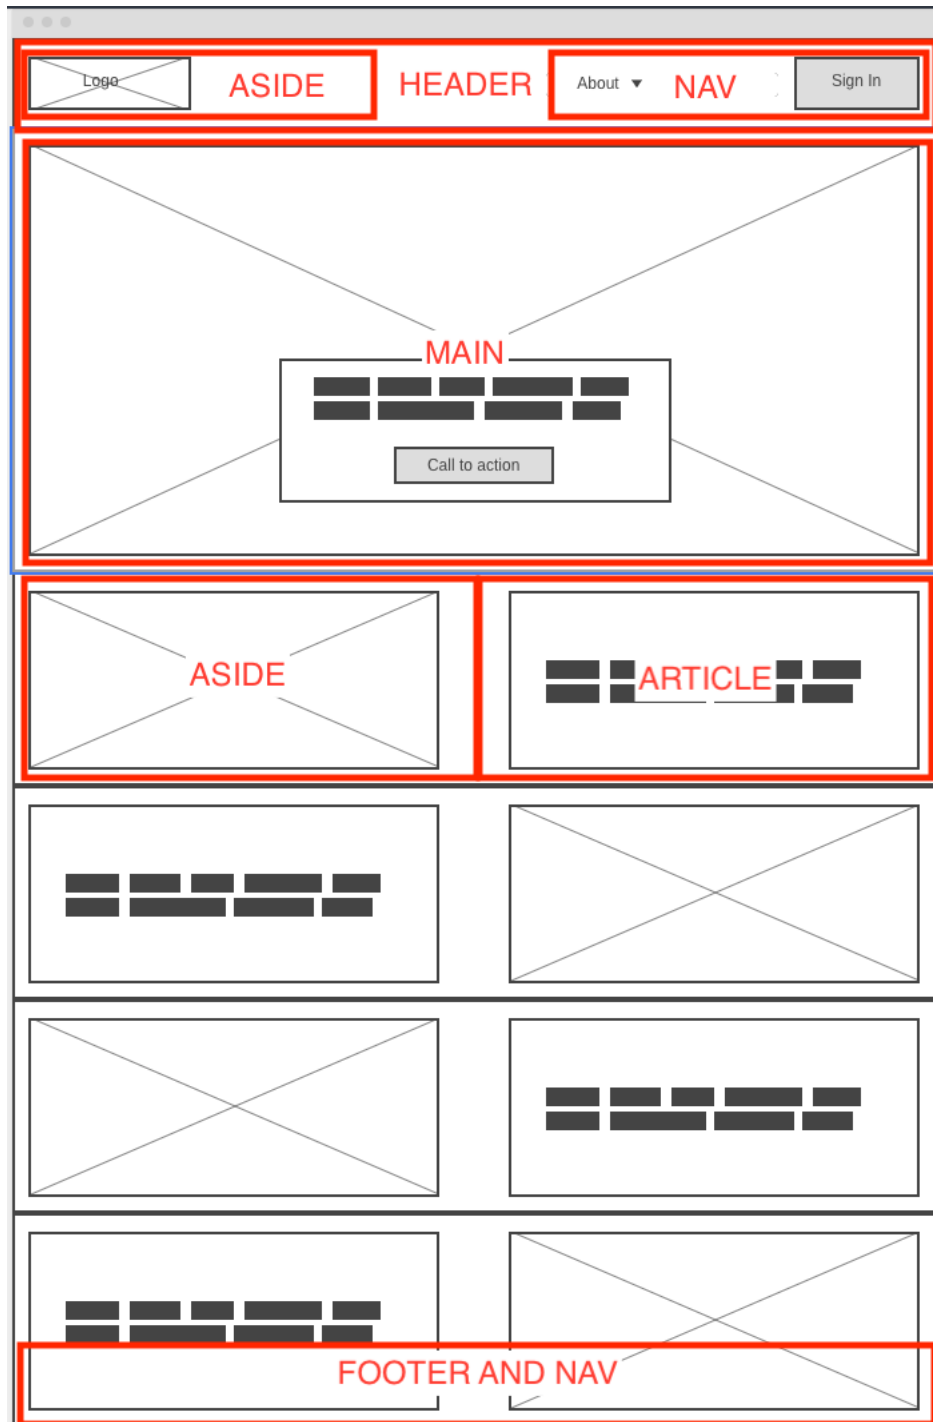 Logo
ASIDE
HEADER
About
NAV
Sign In
MAIN
Call to action
ASIDE
ARTICLE
FOOTER AND NAV